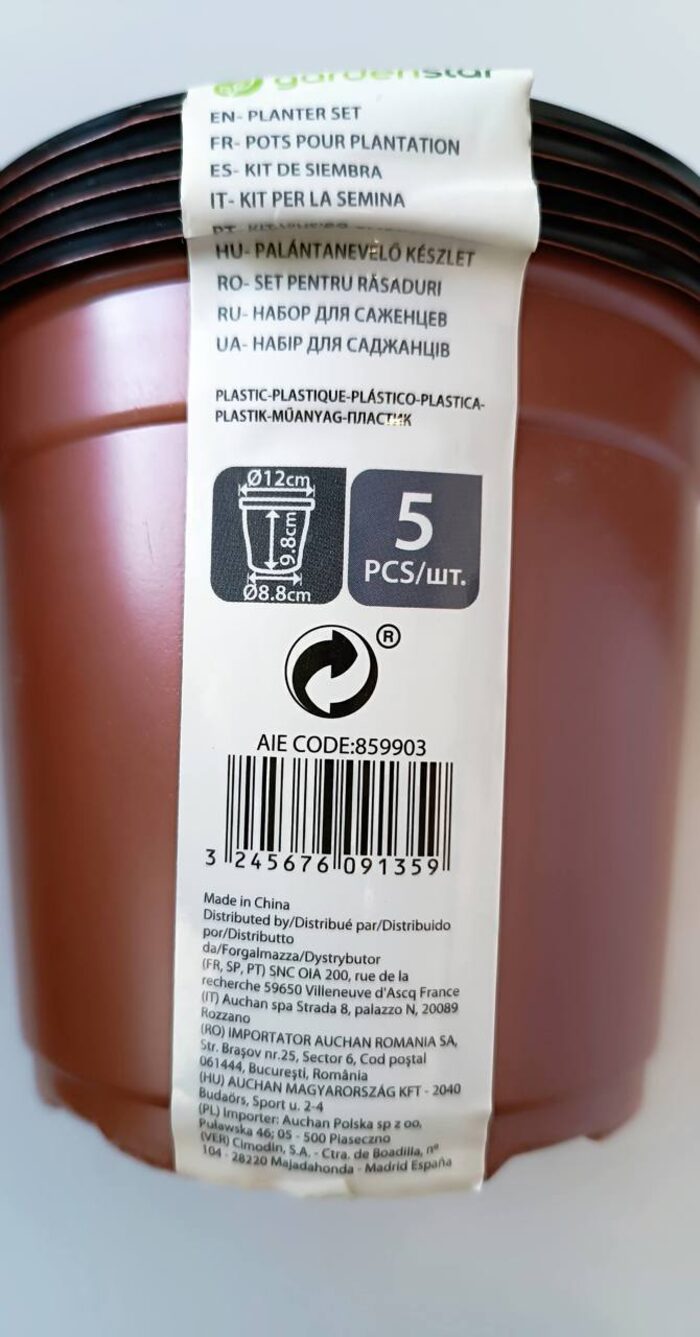 gardenstar
EN- PLANTER SET
FR- POTS POUR PLANTATION
ES- KIT DE SIEMBRA
IT- KIT PER LA SEMINA
PT-
HU- PALÁNTANEVELŐ KÉSZLET
RO- SET PENTRU RĂSADURI
RU- НАБОР ДЛЯ САЖЕНЦЕВ
UA- НАБІР ДЛЯ САДЖАНЦІВ
PLASTIC-PLASTIQUE-PLÁSTICO-PLASTICA-
PLASTIK-MŰANYAG-ПЛАСТИК
Ø12cm
9.8cm
Ø8.8cm
5
PCS/шт.
®
AIE CODE:859903
3 245676 091359
Made in China
Distributed by/Distribué par/Distribuido
por/Distributto
da/Forgalmazza/Dystrybutor
(FR, SP, PT) SNC OIA 200, rue de la
recherche 59650 Villeneuve d'Ascq France
(IT) Auchan spa Strada 8, palazzo N, 20089
Rozzano
(RO) IMPORTATOR AUCHAN ROMANIA SA,
Str. Braşov nr.25, Sector 6, Cod poştal
061444, Bucureşti, România
(HU) AUCHAN MAGYARORSZÁG KFT - 2040
Budaörs, Sport u. 2-4
(PL) Importer: Auchan Polska sp z oo,
Pulawska 46; 05 - 500 Piaseczno
(VER) Cimodin, S.A. - Ctra. de Boadilla, nº
104 - 28220 Majadahonda - Madrid España